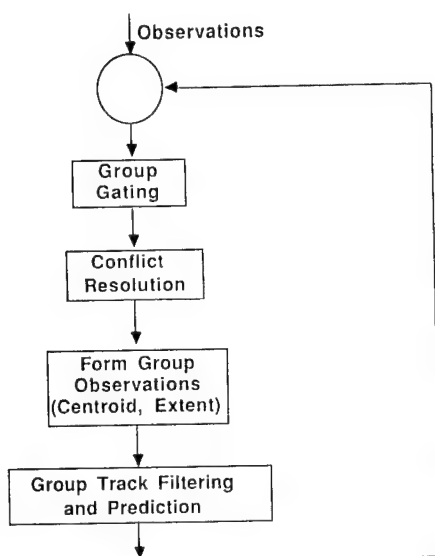 Observations
Group
Gating
Conflict
Resolution
Form Group
Observations
(Centroid, Extent)
Group Track Filtering
and Prediction